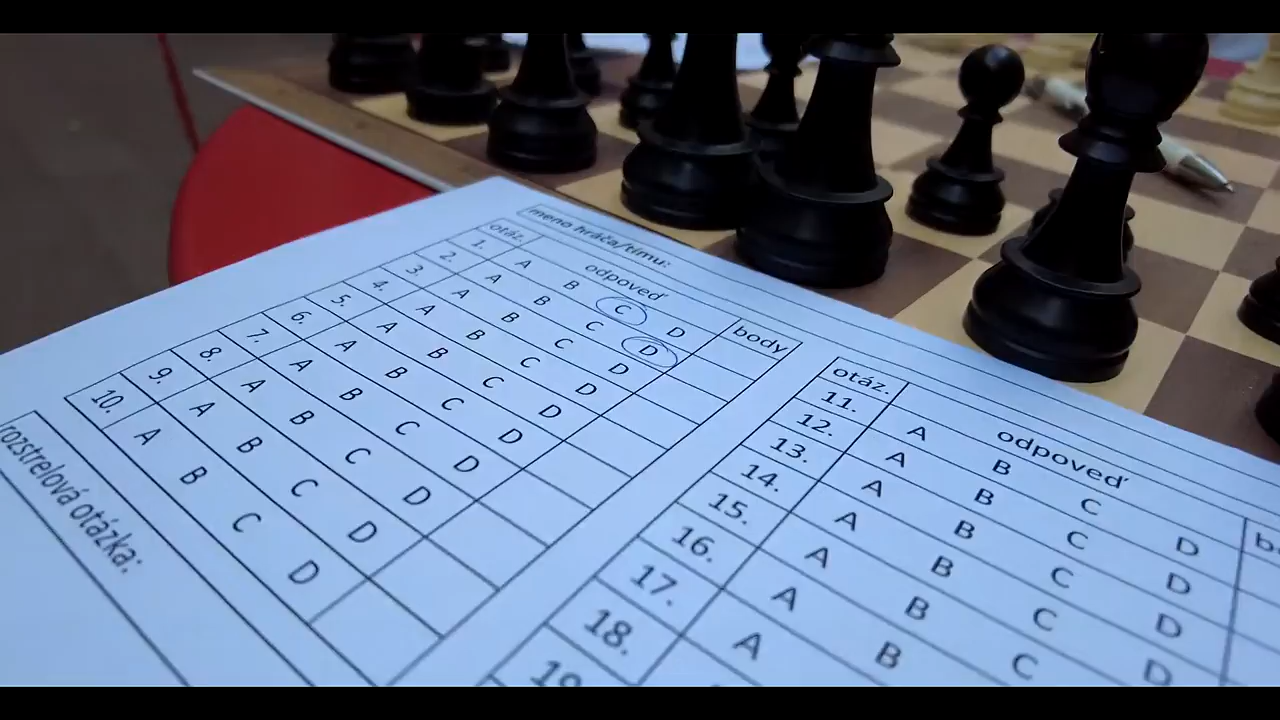 meno hráča/tímu:
otáz. odpoveď body
1. A B C D
2. A B C D
3. A B C D
4. A B C D
5. A B C D
6. A B C D
7. A B C D
8. A B C D
9. A B C D
10. A B C D
rozstrelová otázka:
otáz. odpoveď
11. A B C D
12. A B C D
13. A B C D
14. A B C D
15. A B C
16. A B
17. A
18.